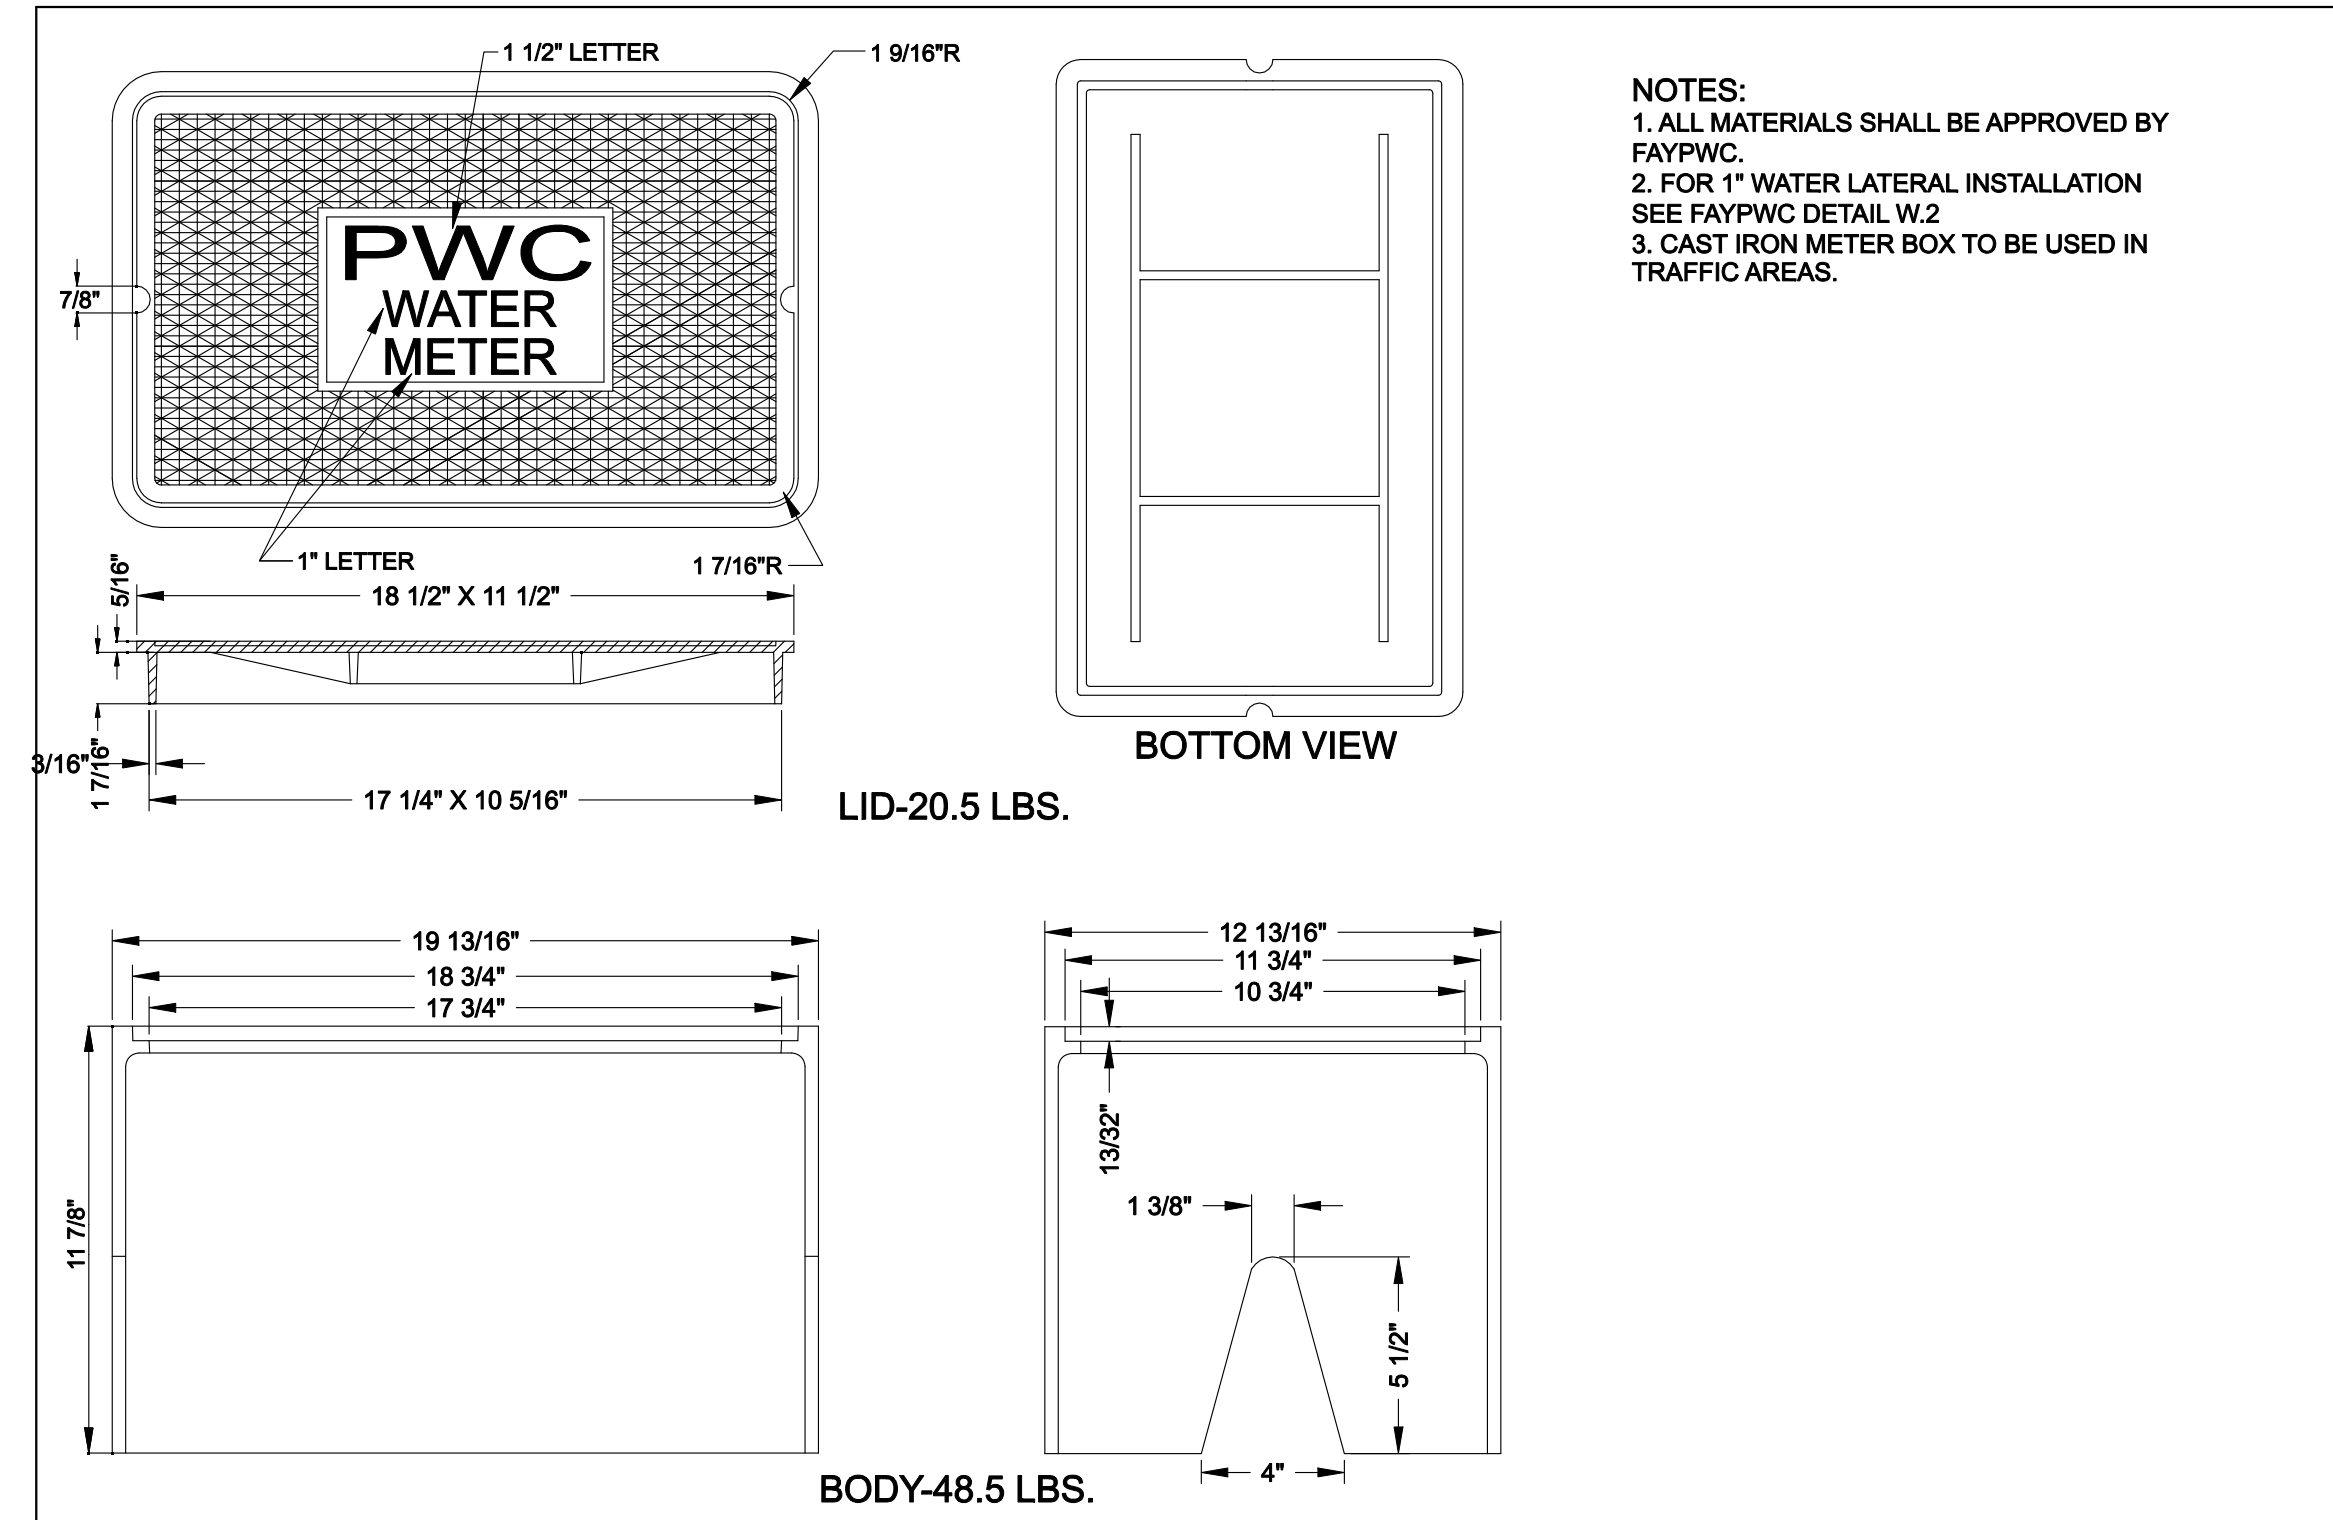 1 1/2" LETTER
1 9/16"R
PWC
WATER
METER
7/8"
1" LETTER
1 7/16"R
5/16"
18 1/2" X 11 1/2"
3/16"
1 7/16"
17 1/4" X 10 5/16"
LID-20.5 LBS.
BOTTOM VIEW
NOTES:
1. ALL MATERIALS SHALL BE APPROVED BY
FAYPWC.
2. FOR 1" WATER LATERAL INSTALLATION
SEE FAYPWC DETAIL W.2
3. CAST IRON METER BOX TO BE USED IN
TRAFFIC AREAS.
19 13/16"
18 3/4"
17 3/4"
11 7/8"
12 13/16"
11 3/4"
10 3/4"
13/32"
1 3/8"
5 1/2"
4"
BODY-48.5 LBS.